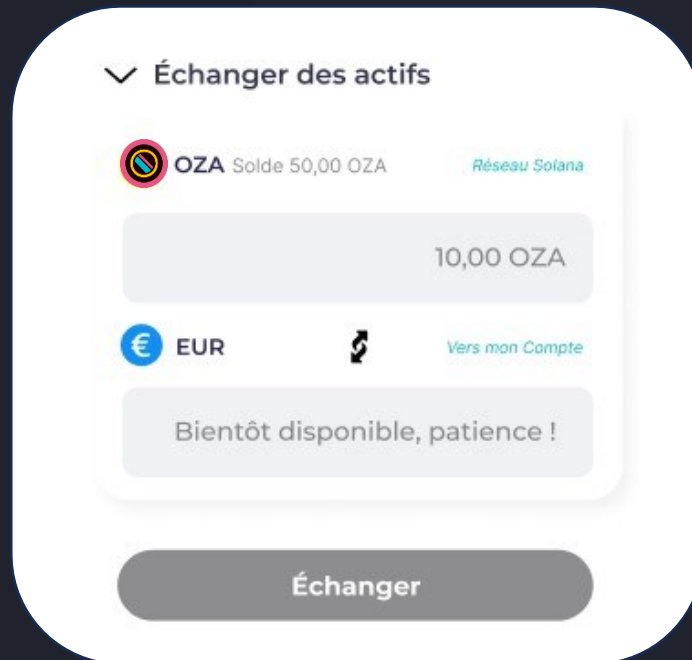 Échanger des actifs
OZA Solde 50,00 OZA Réseau Solana
10,00 OZA
€ EUR Vers mon Compte
Bientôt disponible, patience !
Échanger